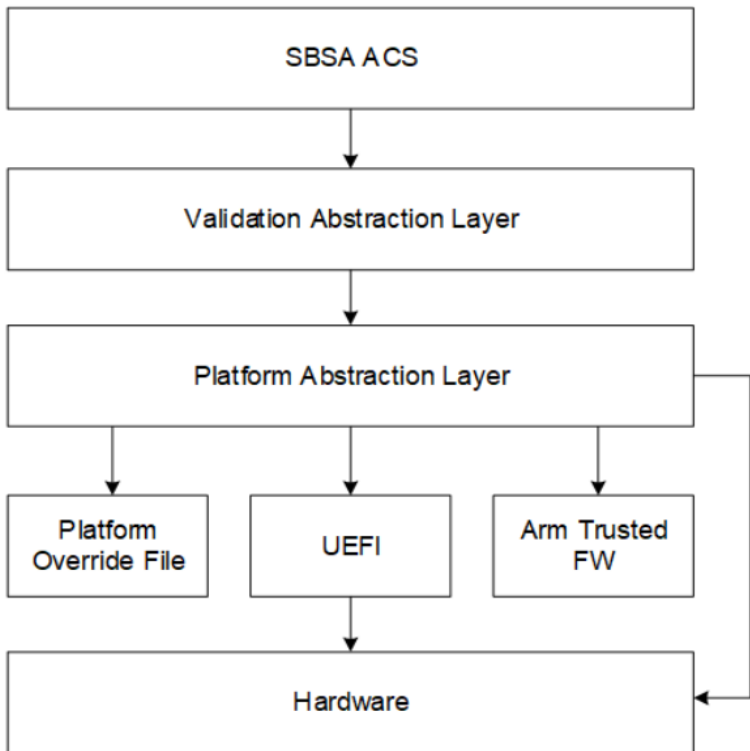 SBSA ACS
Validation Abstraction Layer
Platform Abstraction Layer
Platform
Override File
UEFI
Arm Trusted
FW
Hardware